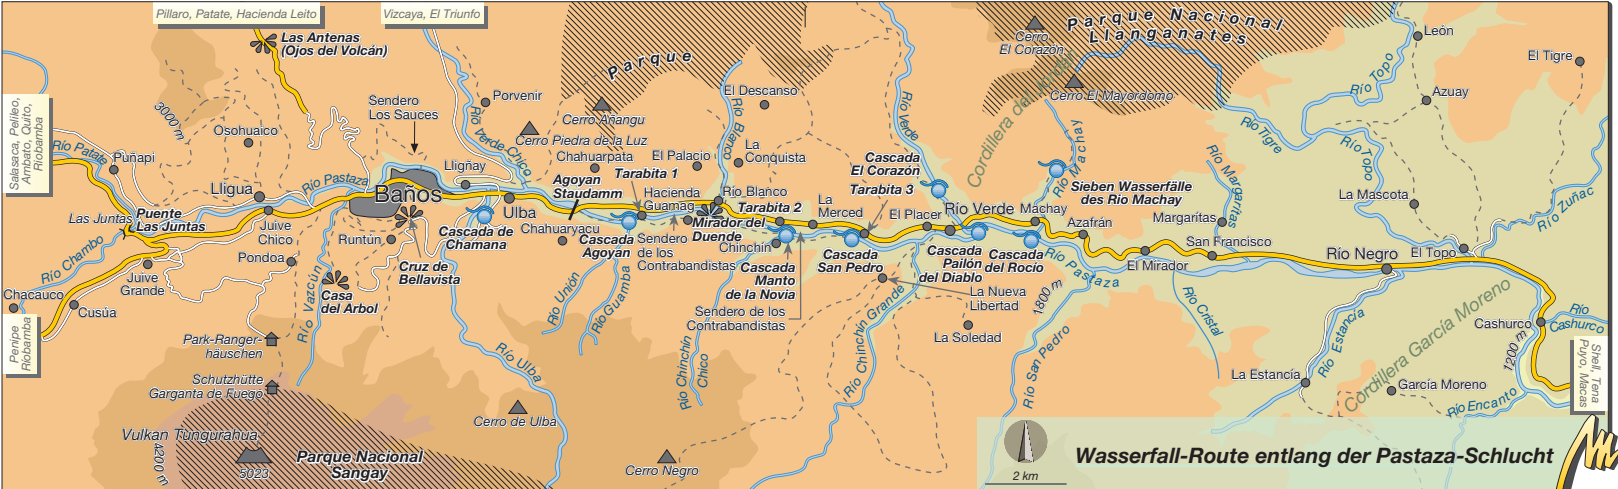 Pillaro, Patate, Hacienda Leito
Vizcaya, El Triunfo
Las Antenas
(Ojos del Volcán)
Parque
Parque Nacional
Llanganates
Cerro
El Corazón
Cordillera del Condar
León
El Tigre
Río Topo
Azuay
Salasaca, Pelileo,
Ambato, Quito,
Riobamba
3000 m
Osohuaico
Sendero
Los Sauces
Porvenir
Río Verde Chico
Cerro Piedra de la Luz
Cerro Añangu
El Descanso
Río Blanco
Río Verde
Cerro El Mayordomo
Río Machay
Río Tigre
Río Topo
Río Patate
Puñapi
Lligua
Río Pastaza
Baños
Lligñay
Chahuarpata
Tarabita 1
El Palacio
La
Conquista
Cascada
El Corazón
Tarabita 3
Sieben Wasserfälle
des Rio Machay
Río Margaritas
Margaritas
La Mascota
Río Zuñac
Las Juntas
Puente
Las Juntas
Juive
Chico
Runtún
Cascada de
Chamana
Ulba
Agoyan
Staudamm
Chahuaryacu
Hacienda
Guamag
Río Blanco
Mirador del
Duende
Tarabita 2
La
Merced
El Placer
Río Verde
Machay
Azafrán
San Francisco
El Mirador
Río Negro
El Topo
Río Chambo
Chacauco
Juive
Grande
Pondoa
Cusúa
Río Vazcún
Casa
del Arbol
Cruz de
Bellavista
Cascada
Agoyán
Sendero
de los
Contrabandistas
Chinchín
Cascada
Manto
de la Novia
Cascada
San Pedro
Cascada
Pailón
del Diablo
Cascada
del Rocío
Río Pastaza
1800 m
Río Cristal
Penipe
Riobamba
Park-Ranger-
häuschen
Schutzhütte
Garganta de Fuego
Río Unión
Río Guamba
Río Ulba
Río Chinchín
Chico
Sendero de los
Contrabandistas
Río Chinchín Grande
La Nueva
Libertad
La Soledad
Río San Pedro
Río Estancia
La Estancía
Cordillera García Moreno
García Moreno
Cashurco
Río
Cashurco
1200 m
Río Encanto
Shell, Tena
Puyo, Macas
Vulkan Tungurahua
5023
4200 m
Parque Nacional
Sangay
Cerro de Ulba
Cerro Negro
2 km
Wasserfall-Route entlang der Pastaza-Schlucht